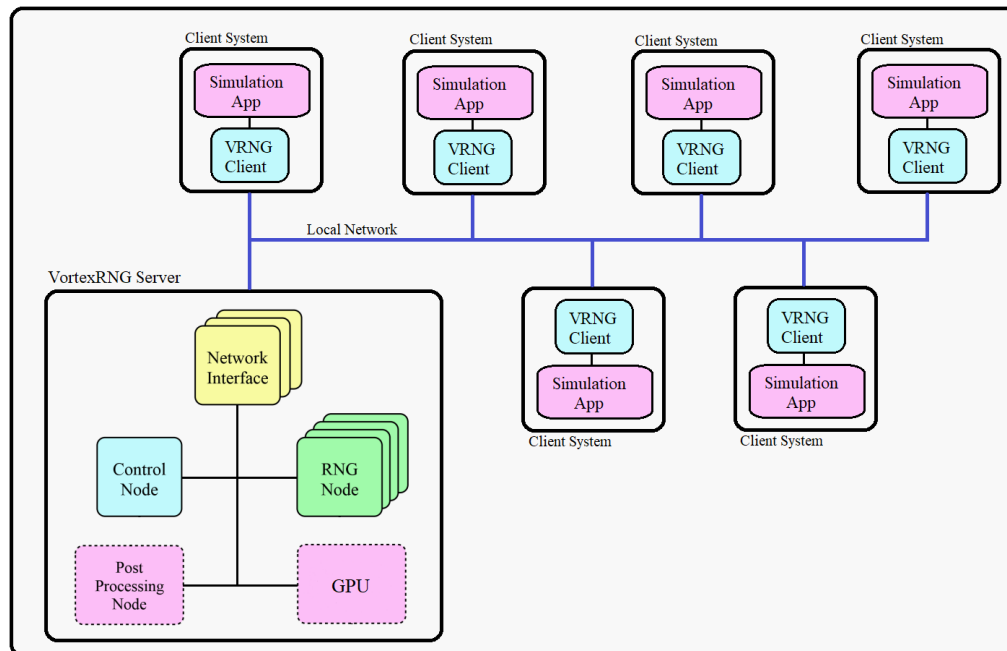 Client System
Client System
Client System
Client System
Simulation
App
VRNG
Client
Simulation
App
VRNG
Client
Simulation
App
VRNG
Client
Simulation
App
VRNG
Client
Local Network
VortexRNG Server
Network
Interface
Control
Node
RNG
Node
Post
Processing
Node
GPU
VRNG
Client
Simulation
App
Client System
VRNG
Client
Simulation
App
Client System